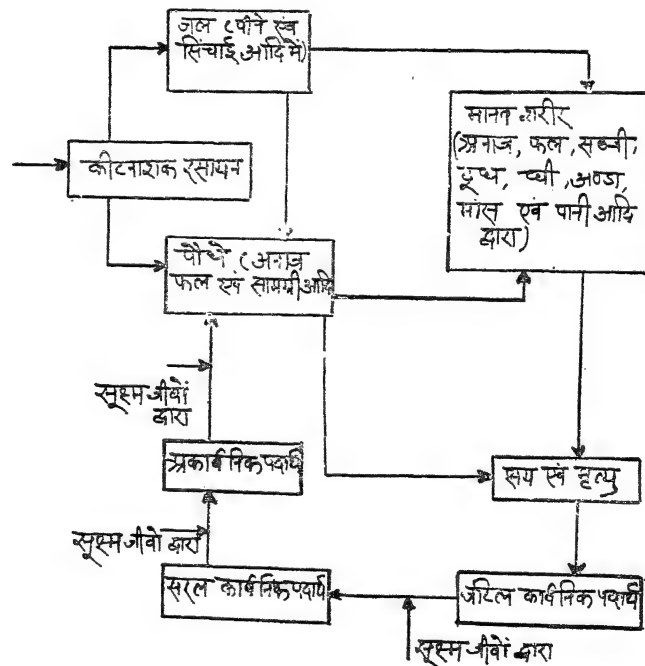 जल (पीने एंव
सिंचाई आदि में)
मानव शरीर
(अनाज, फल, सब्जी,
दूध, घी, अण्डा,
मांस एवं पानी आदि
द्वारा)
कीटनाशक रसायन
पौधे (अनाज
फल एवं सामग्री आदि
सूक्ष्म जीवों
द्वारा
अकार्बनिक पदार्थ
क्षय एवं मृत्यु
सूक्ष्म जीवो द्वारा
सरल कार्बनिक पदार्थ
जटिल कार्बनिक पदार्थ
सूक्ष्म जीवों द्वारा